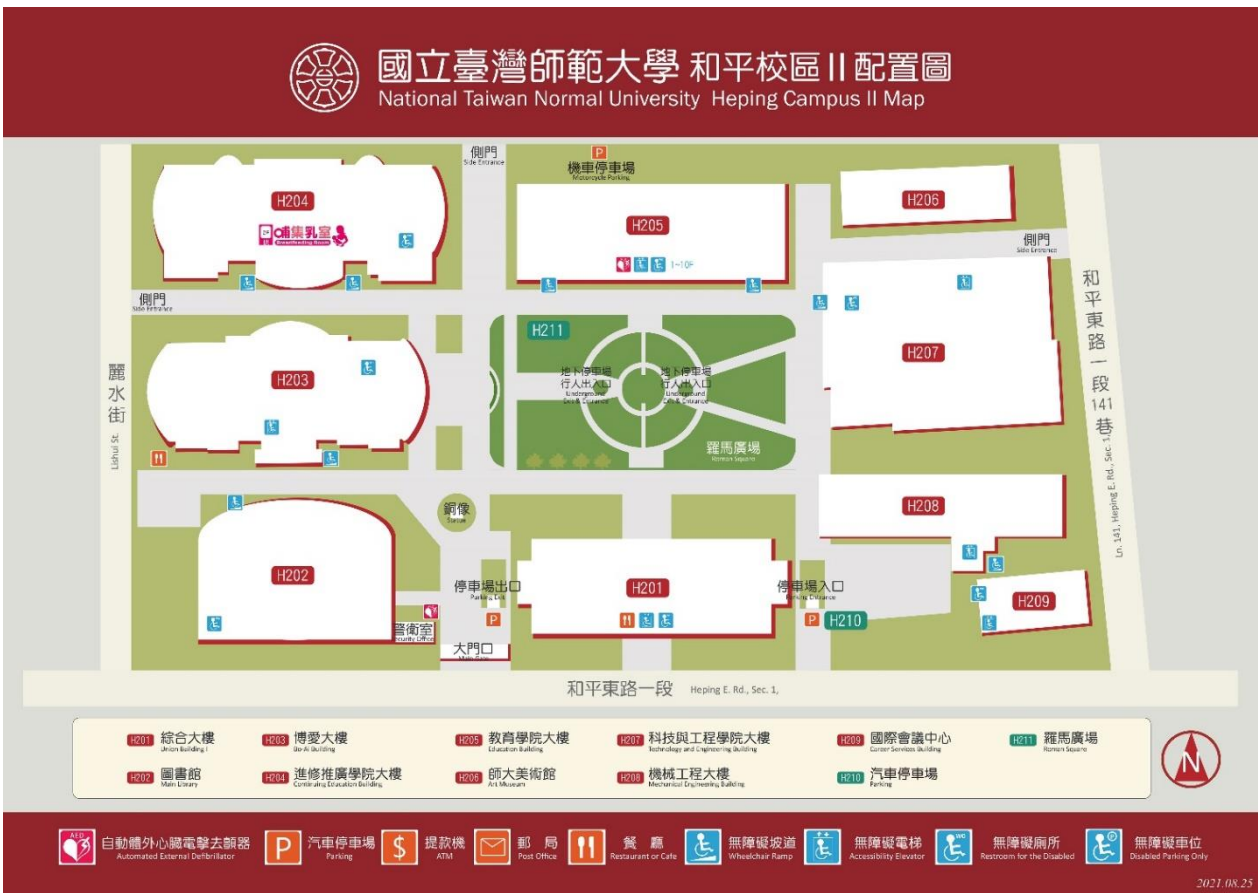 國立臺灣師範大學 和平校區 II 配置圖
National Taiwan Normal University Heping Campus II Map
側門
Side Entrance
P
機車停車場
Motorcycle Parking
H204
哺集乳室
Breastfeeding Room
H205
1~10F
H206
側門
Side Entrance
側門
Side Entrance
H211
H203
地下停車場
行人出入口
Underground
Exit & Entrance
地下停車場
行人出入口
Underground
Exit & Entrance
H207
羅馬廣場
Roman Square
麗水街
Lishui St.
和平東路一段141巷
Ln. 141, Heping E. Rd., Sec. 1,
銅像
Statue
H208
H202
停車場出口
Parking Exit
P
H201
停車場入口
Parking Entrance
P
H210
H209
警衛室
Security Office
大門口
Main Gate
和平東路一段 Heping E. Rd., Sec. 1,
H201 綜合大樓
Union Building I
H203 博愛大樓
Bo-Ai Building
H205 教育學院大樓
Education Building
H207 科技與工程學院大樓
Technology and Engineering Building
H209 國際會議中心
Career Services Building
H211 羅馬廣場
Roman Square
H202 圖書館
Main Library
H204 進修推廣學院大樓
Continuing Education Building
H206 師大美術館
Art Museum
H208 機械工程大樓
Mechanical Engineering Building
H210 汽車停車場
Parking
N
AED
自動體外心臟電擊去顫器
Automated External Defibrillator
P
汽車停車場
Parking
$
提款機
ATM
郵局
Post Office
餐廳
Restaurant or Cafe
無障礙坡道
Wheelchair Ramp
無障礙電梯
Accessibility Elevator
WC
無障礙廁所
Restroom for the Disabled
P
無障礙車位
Disabled Parking Only
2021.08.25